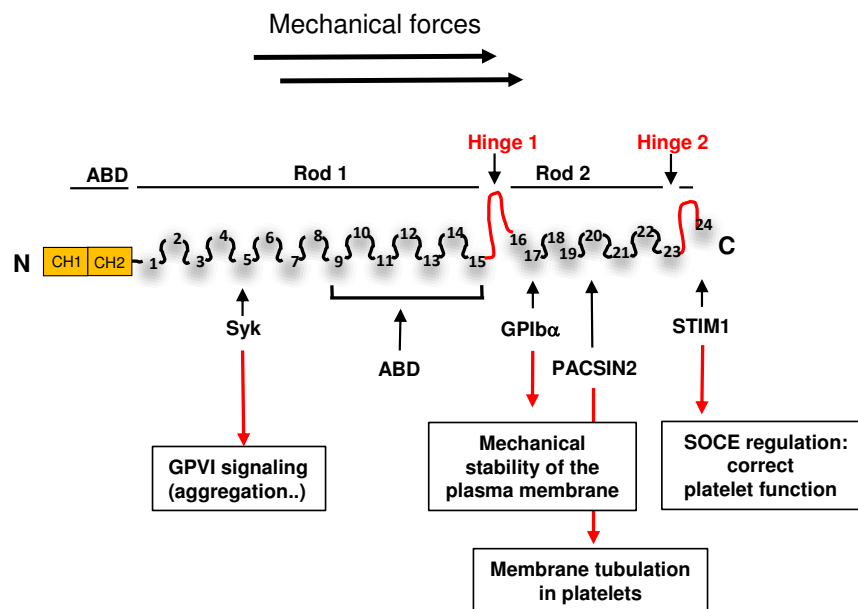 Mechanical forces
Hinge 1
Hinge 2
ABD
Rod 1
Rod 2
N
CH1
CH2
1
2
3
4
5
6
7
8
9
10
11
12
13
14
15
16
17
18
19
20
21
22
23
24
C
Syk
ABD
GPIbα
PACSIN2
STIM1
GPVI signaling
(aggregation..)
Mechanical
stability of the
plasma membrane
SOCE regulation:
correct
platelet function
Membrane tubulation
in platelets